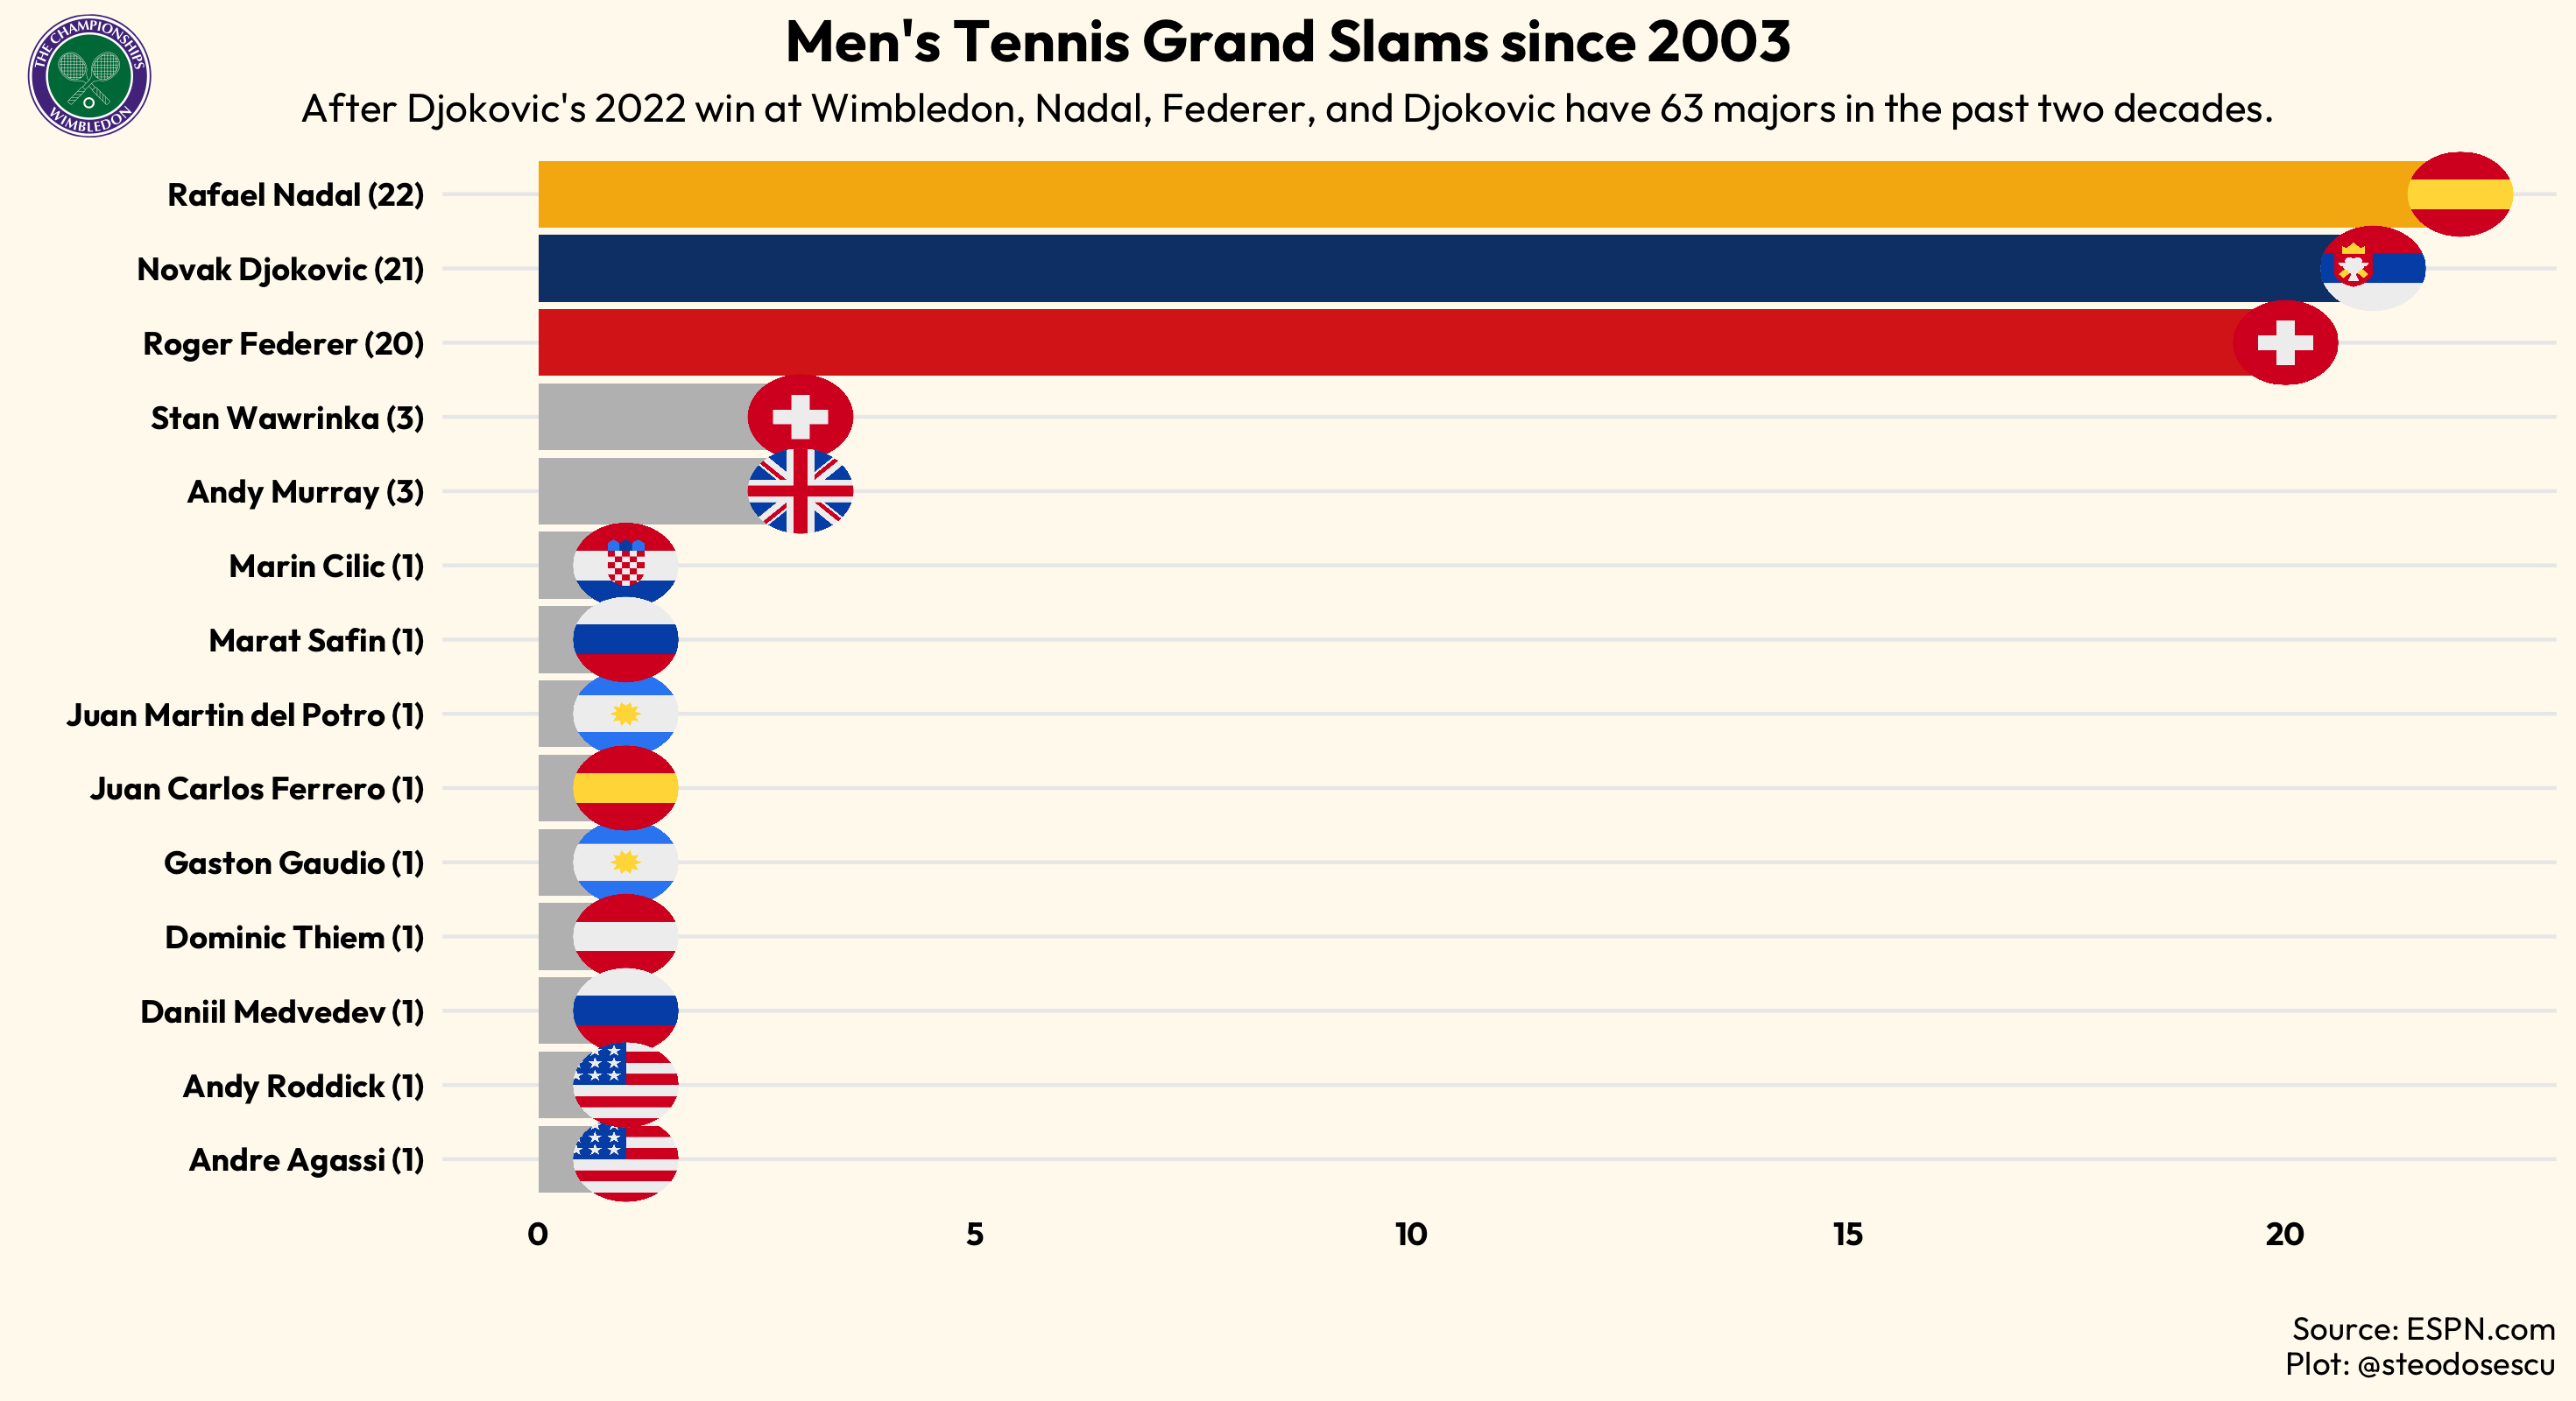 THE CHAMPIONSHIPS
WIMBLEDON
Men's Tennis Grand Slams since 2003
After Djokovic's 2022 win at Wimbledon, Nadal, Federer, and Djokovic have 63 majors in the past two decades.
Rafael Nadal (22)
Novak Djokovic (21)
Roger Federer (20)
Stan Wawrinka (3)
Andy Murray (3)
Marin Cilic (1)
Marat Safin (1)
Juan Martin del Potro (1)
Juan Carlos Ferrero (1)
Gaston Gaudio (1)
Dominic Thiem (1)
Daniil Medvedev (1)
Andy Roddick (1)
Andre Agassi (1)
0 5 10 15 20
Source: ESPN.com
Plot: @steodosescu